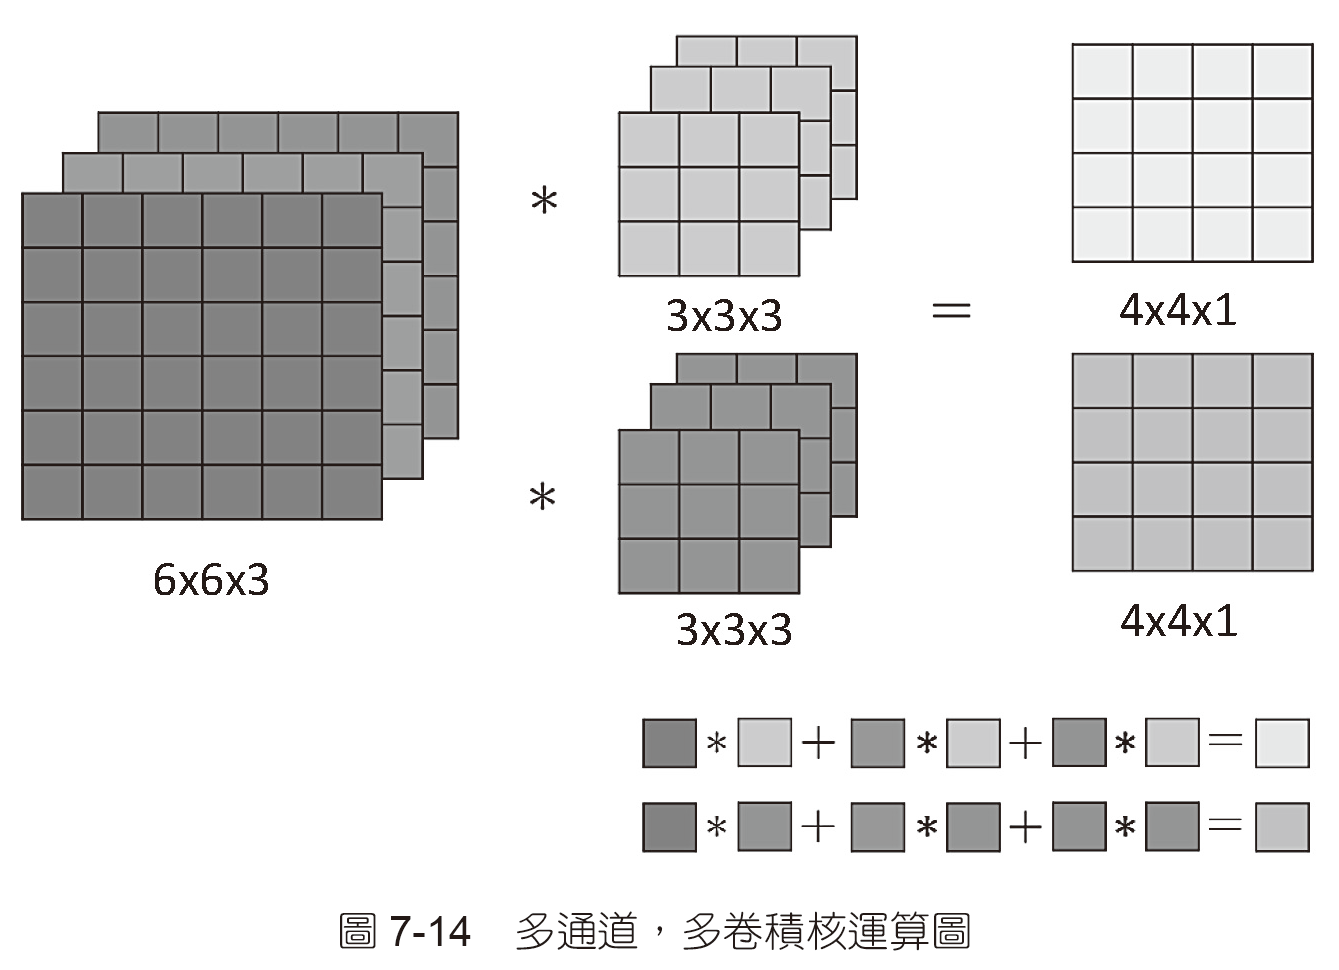 *
3x3x3
=
4x4x1
6x6x3
*
3x3x3
4x4x1
* + * + * =
* + * + * =
圖 7-14 多通道，多卷積核運算圖